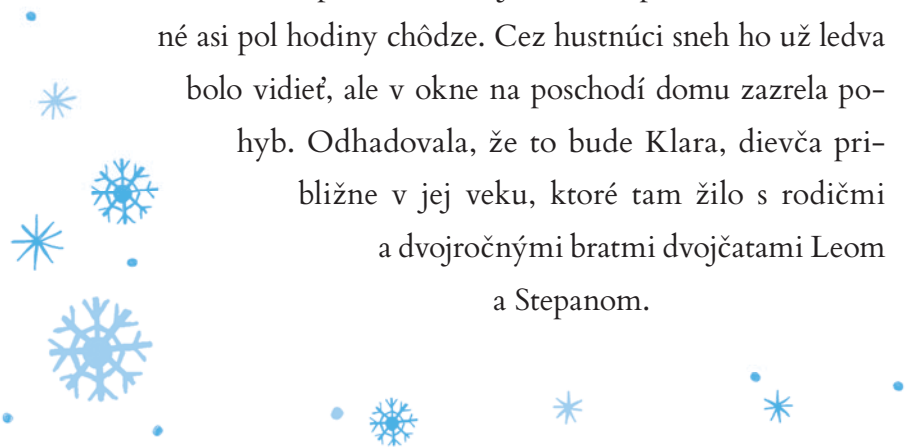 né asi pol hodiny chôdze. Cez hustnúci sneh ho už ledva
bolo vidieť, ale v okne na poschodí domu zazrela po-
hyb. Odhadovala, že to bude Klara, dievča pri-
bližne v jej veku, ktoré tam žilo s rodičmi
a dvojročnými bratmi dvojčatami Leom
a Stepanom.